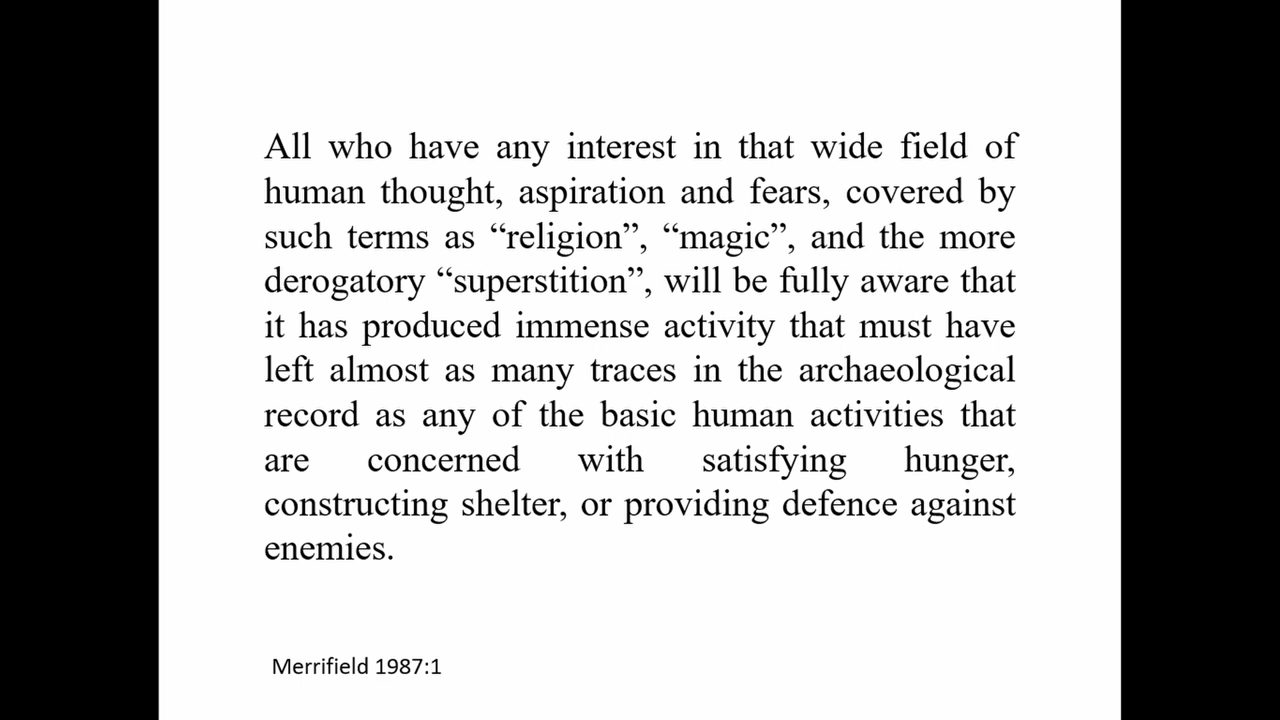 All who have any interest in that wide field of
human thought, aspiration and fears, covered by
such terms as “religion”, “magic”, and the more
derogatory “superstition”, will be fully aware that
it has produced immense activity that must have
left almost as many traces in the archaeological
record as any of the basic human activities that
are concerned with satisfying hunger,
constructing shelter, or providing defence against
enemies.
Merrifield 1987:1